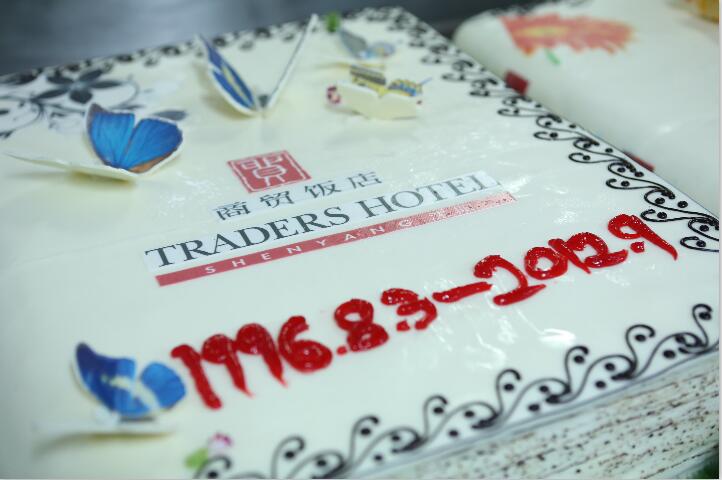 商贸饭店
TRADERS HOTEL
SHENYANG
1996.8.3-2012.9